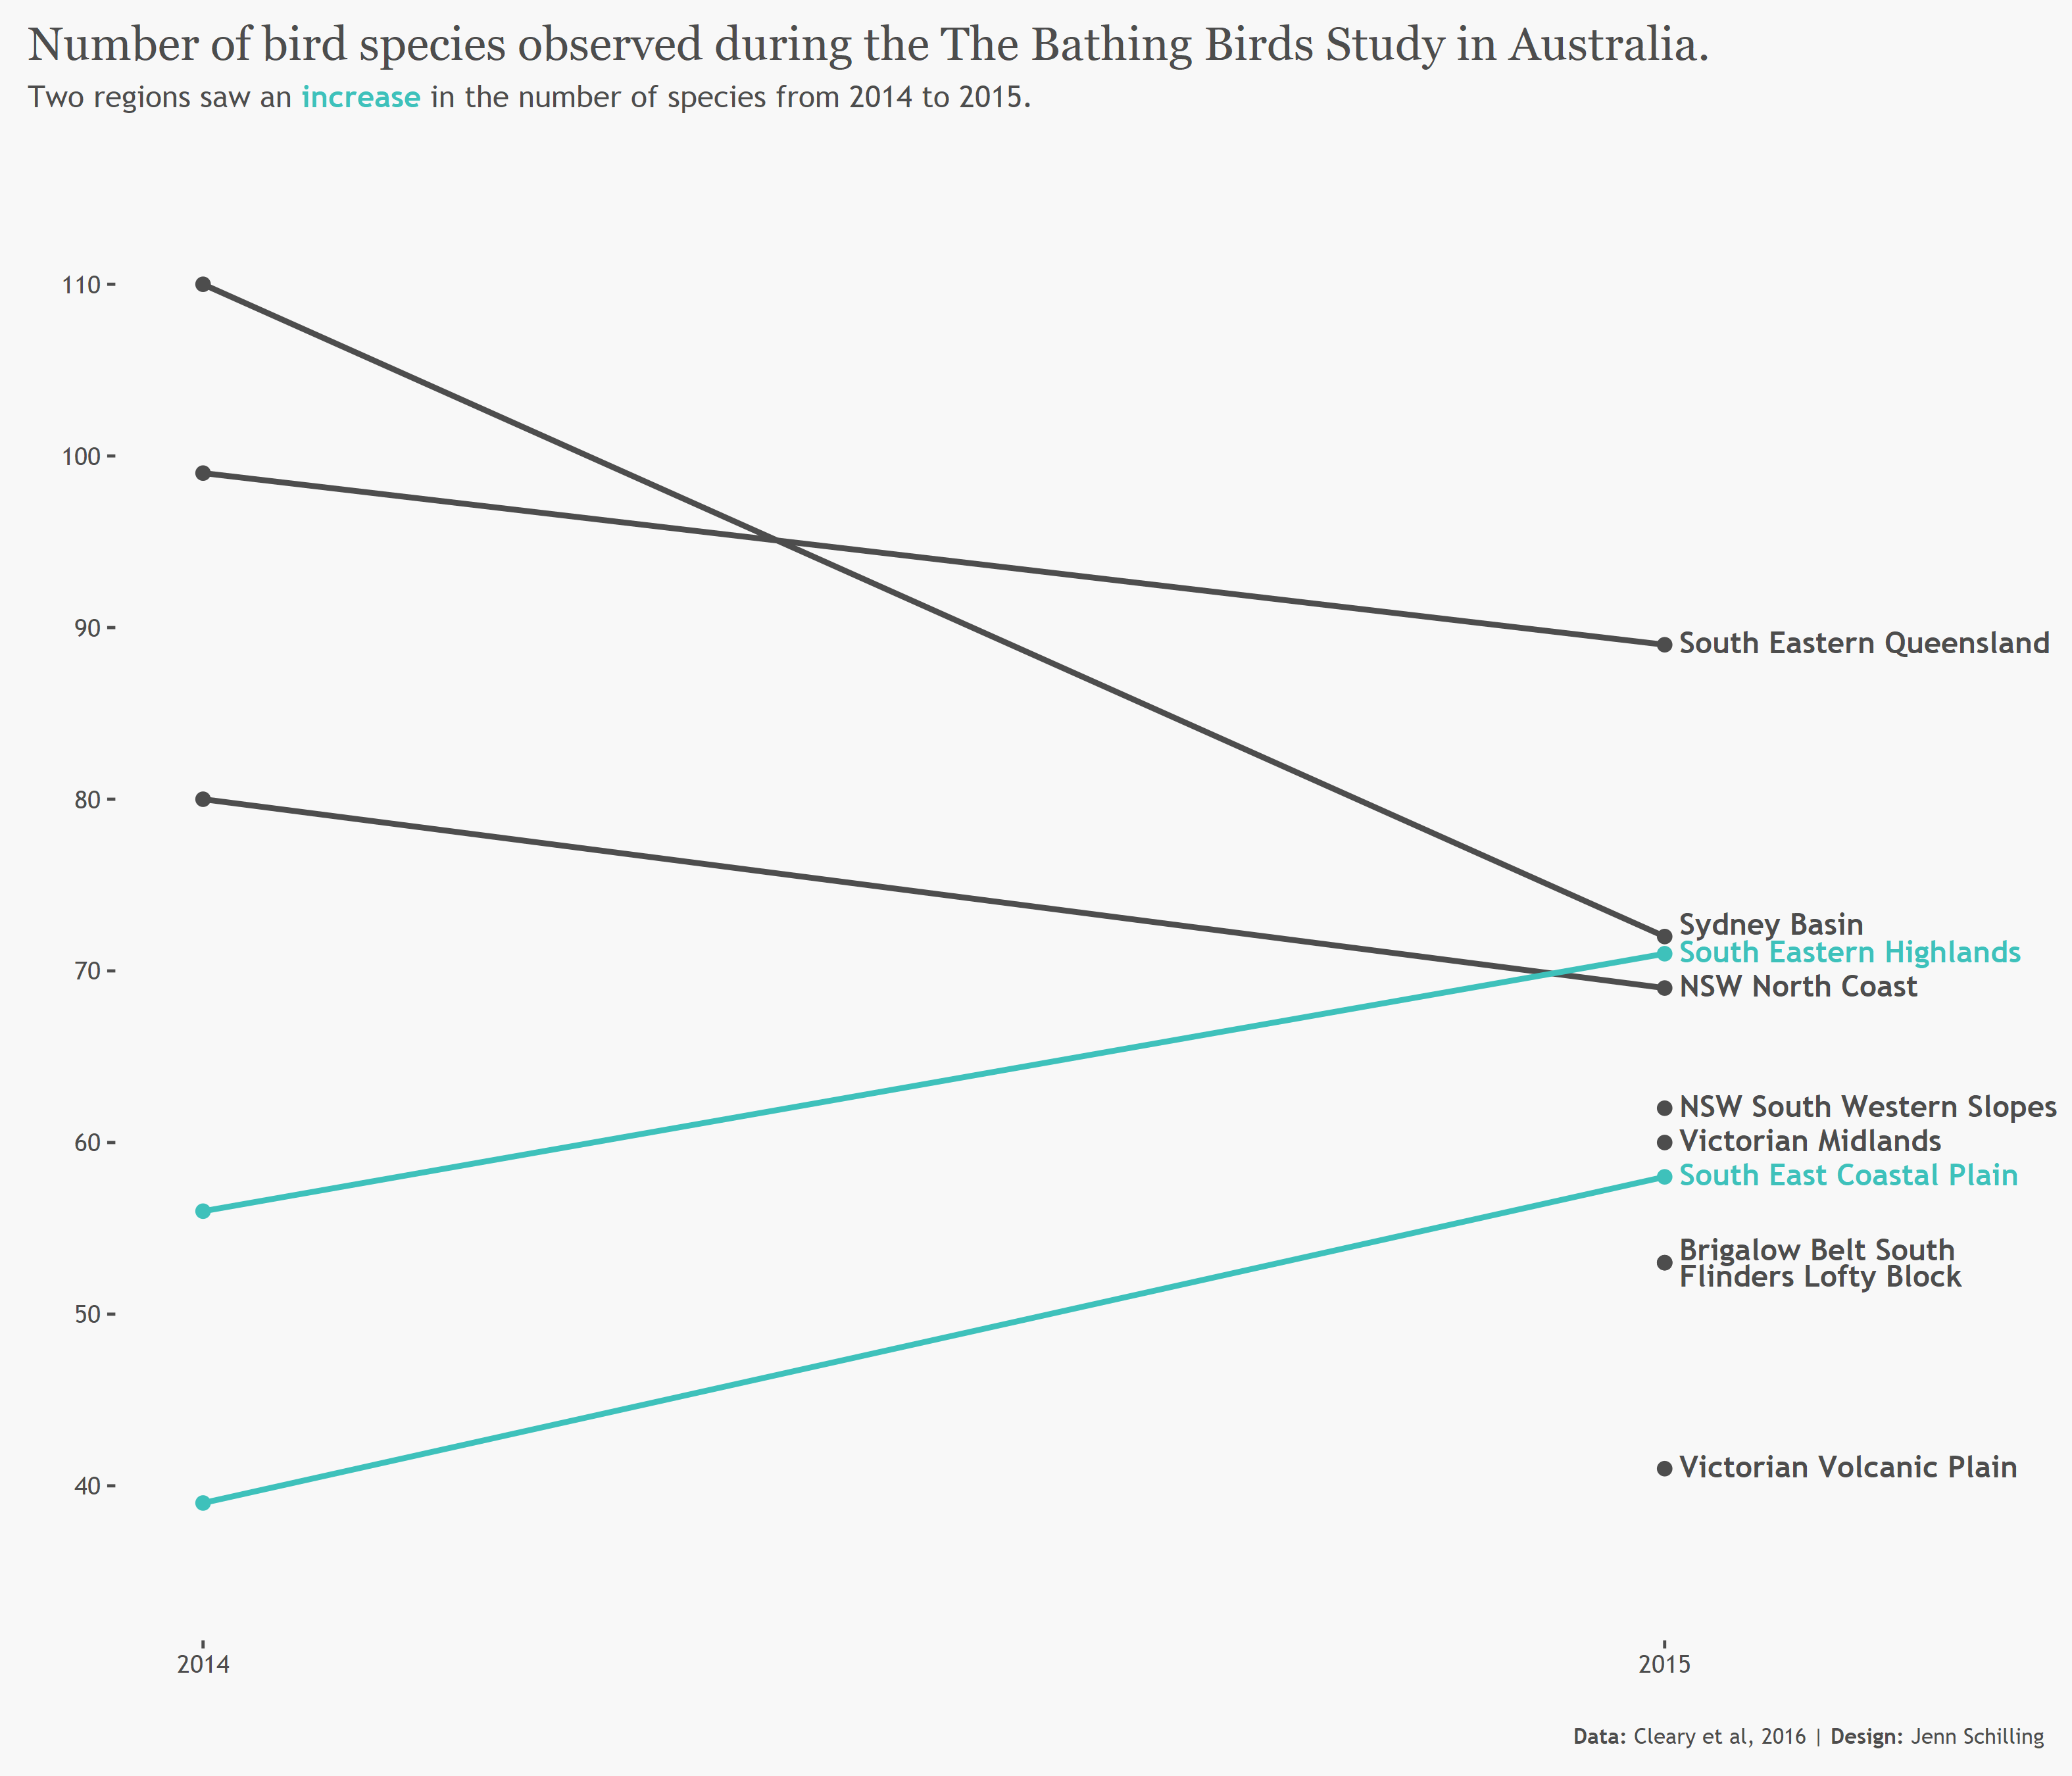 Number of bird species observed during the The Bathing Birds Study in Australia.
Two regions saw an increase in the number of species from 2014 to 2015.
110
100
90
South Eastern Queensland
80
Sydney Basin
South Eastern Highlands
70
NSW North Coast
NSW South Western Slopes
60
Victorian Midlands
South East Coastal Plain
Brigalow Belt South
Flinders Lofty Block
50
Victorian Volcanic Plain
40
2014
2015
Data: Cleary et al, 2016 | Design: Jenn Schilling